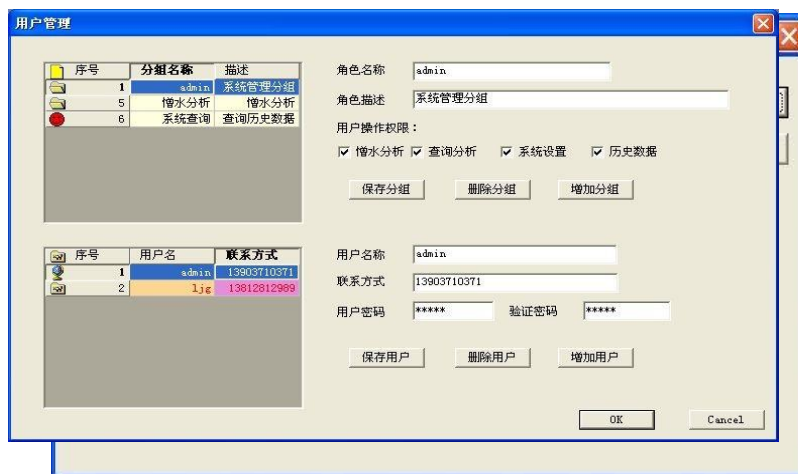 用户管理
序号 分组名称 描述
1 admin 系统管理分组
5 憎水分析 憎水分析
6 系统查询 查询历史数据
角色名称 admin
角色描述 系统管理分组
用户操作权限：
憎水分析 查询分析 系统设置 历史数据
保存分组 删除分组 增加分组
序号 用户名 联系方式
1 admin 13903710371
2 ljg 13812812989
用户名称 admin
联系方式 13903710371
用户密码 ***** 验证密码 *****
保存用户 删除用户 增加用户
OK Cancel